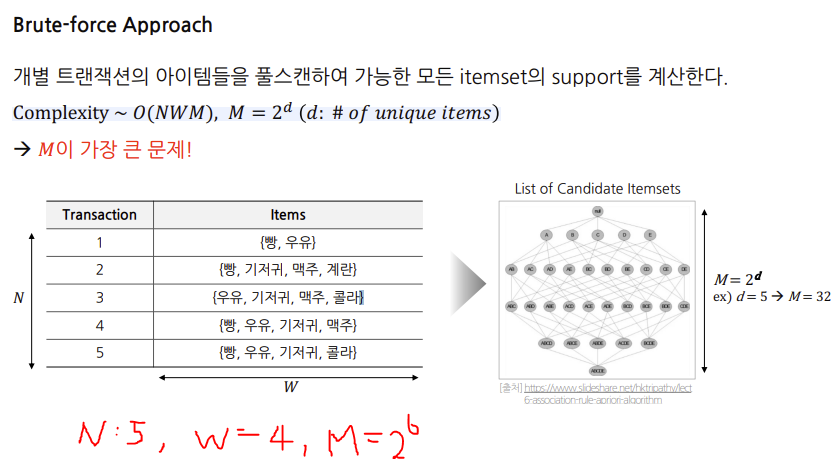 Brute-force Approach
개별 트랜잭션의 아이템들을 풀스캔하여 가능한 모든 itemset의 support를 계산한다.
Complexity ~ O(NWM), M = 2^d (d: # of unique items)
→ M이 가장 큰 문제!
List of Candidate Itemsets
Transaction Items
1 {빵, 우유}
2 {빵, 기저귀, 맥주, 계란}
3 {우유, 기저귀, 맥주, 콜라}
4 {빵, 우유, 기저귀, 맥주}
5 {빵, 우유, 기저귀, 콜라}
N
W
null
A B C D E
AB AC AD AE BC BD BE CD CE DE
ABC ABD ABE ACD ACE ADE BCD BCE BDE CDE
ABCD ABCE ABDE ACDE BCDE
ABCDE
M = 2^d
ex) d = 5 → M = 32
[출처] https://www.slideshare.net/hktripathy/lect
6-association-rule-apriori-algorithm
N:5, W=4, M=2^6